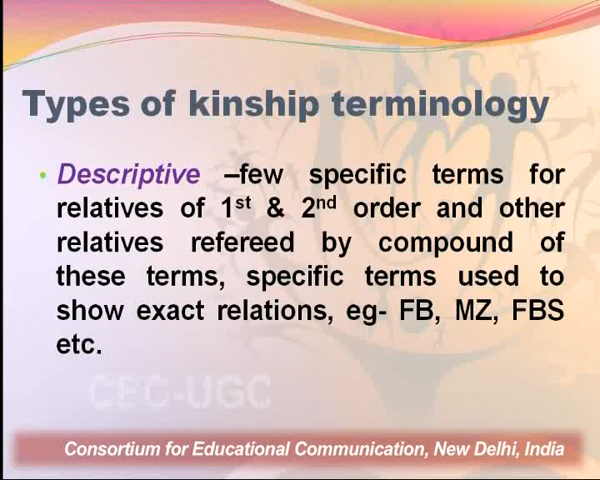 Types of kinship terminology
• Descriptive –few specific terms for
relatives of 1st & 2nd order and other
relatives refereed by compound of
these terms, specific terms used to
show exact relations, eg- FB, MZ, FBS
etc.
CEC-UGC
Consortium for Educational Communication, New Delhi, India